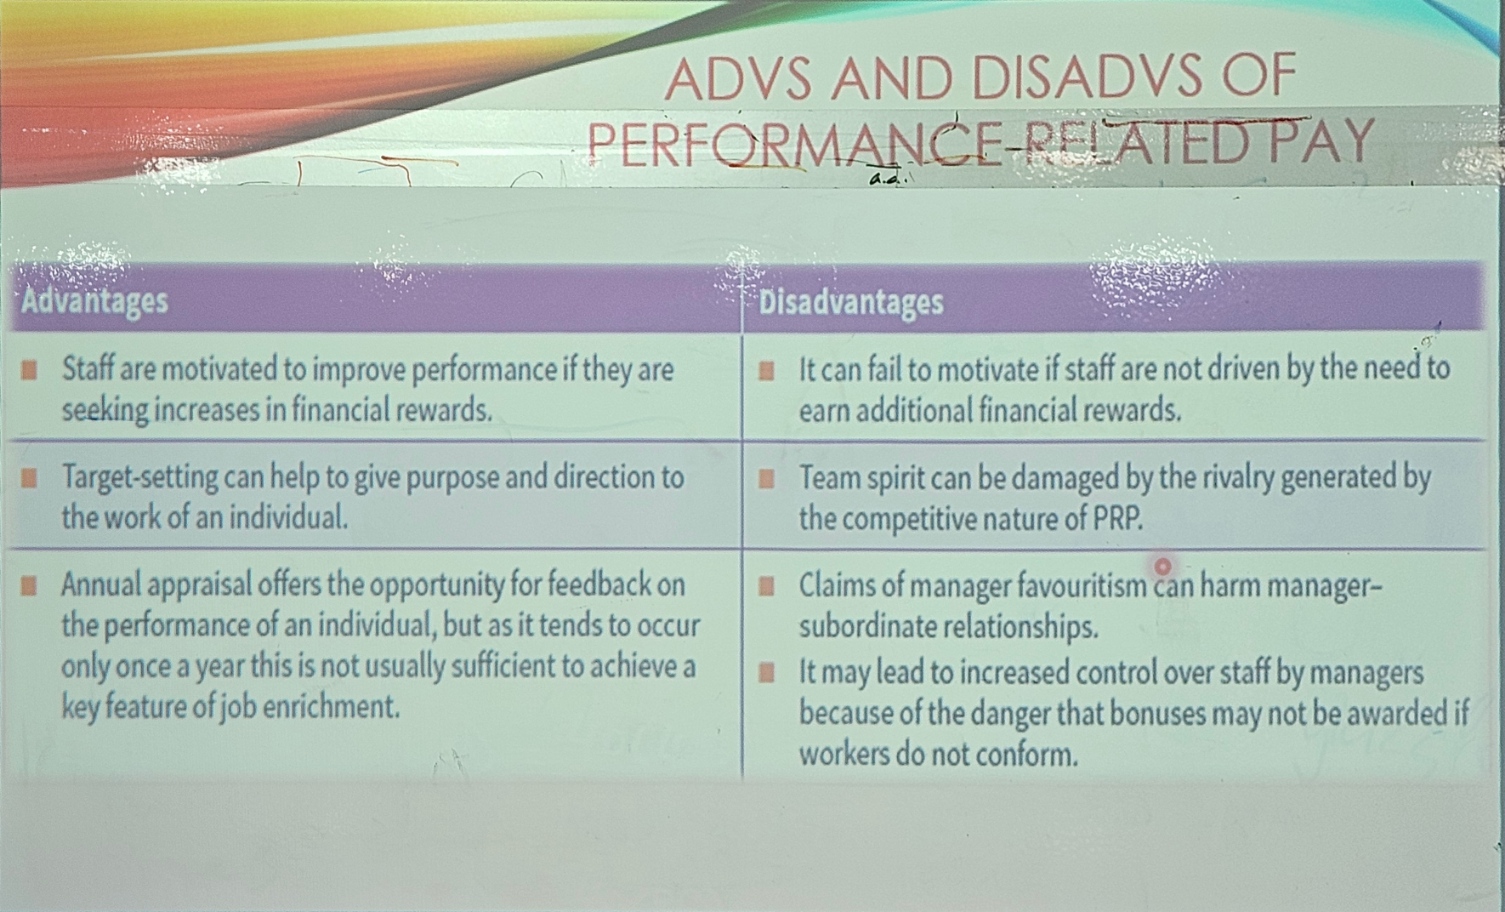 ADVS AND DISADVS OF
PERFORMANCE-RELATED PAY
Advantages
Staff are motivated to improve performance if they are
seeking increases in financial rewards.
Target-setting can help to give purpose and direction to
the work of an individual.
Annual appraisal offers the opportunity for feedback on
the performance of an individual, but as it tends to occur
only once a year this is not usually sufficient to achieve a
key feature of job enrichment.
Disadvantages
It can fail to motivate if staff are not driven by the need to
earn additional financial rewards.
Team spirit can be damaged by the rivalry generated by
the competitive nature of PRP.
Claims of manager favouritism can harm manager–
subordinate relationships.
It may lead to increased control over staff by managers
because of the danger that bonuses may not be awarded if
workers do not conform.